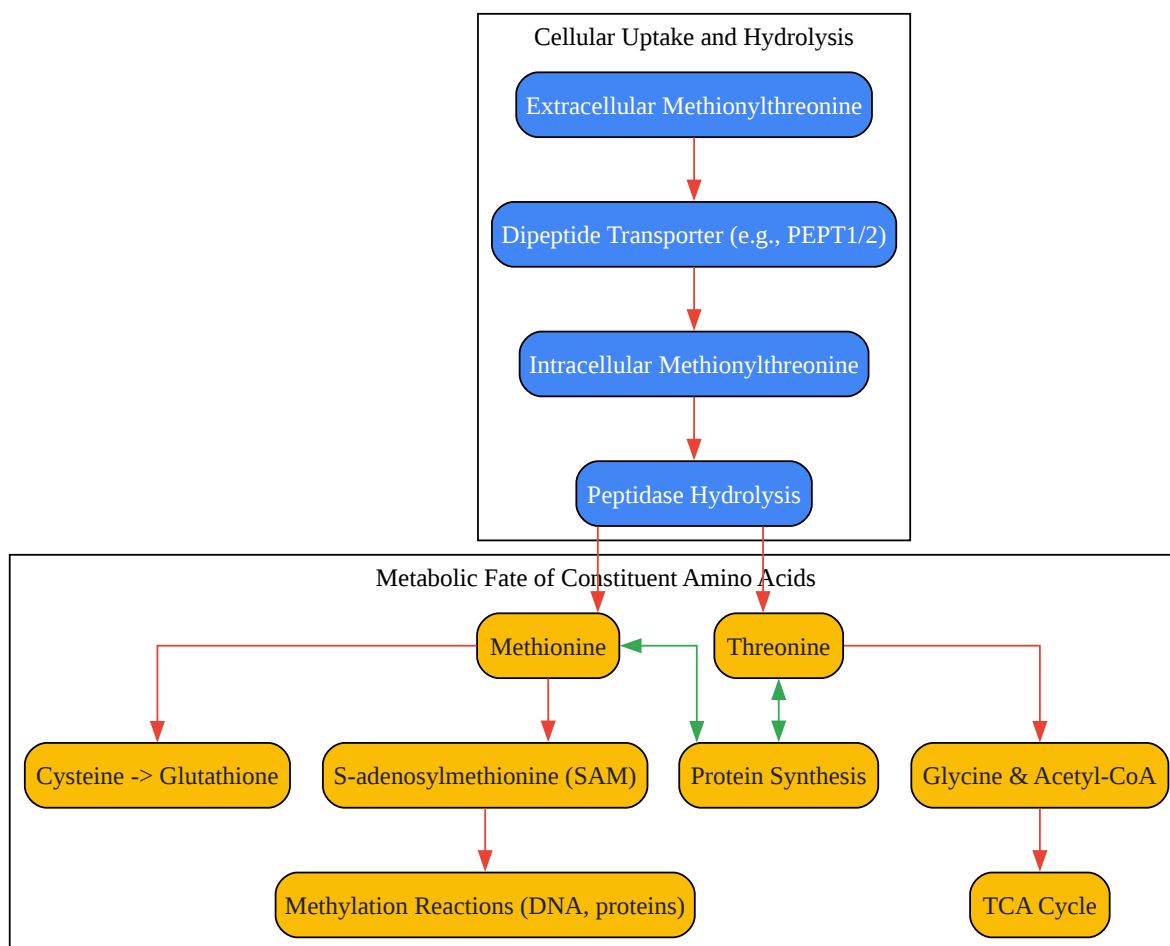 Cellular Uptake and Hydrolysis
Extracellular Methionylthreonine
Dipeptide Transporter (e.g., PEPT1/2)
Intracellular Methionylthreonine
Peptidase Hydrolysis
Metabolic Fate of Constituent Amino Acids
Methionine
Threonine
Cysteine -> Glutathione
S-adenosylmethionine (SAM)
Protein Synthesis
Glycine & Acetyl-CoA
Methylation Reactions (DNA, proteins)
TCA Cycle